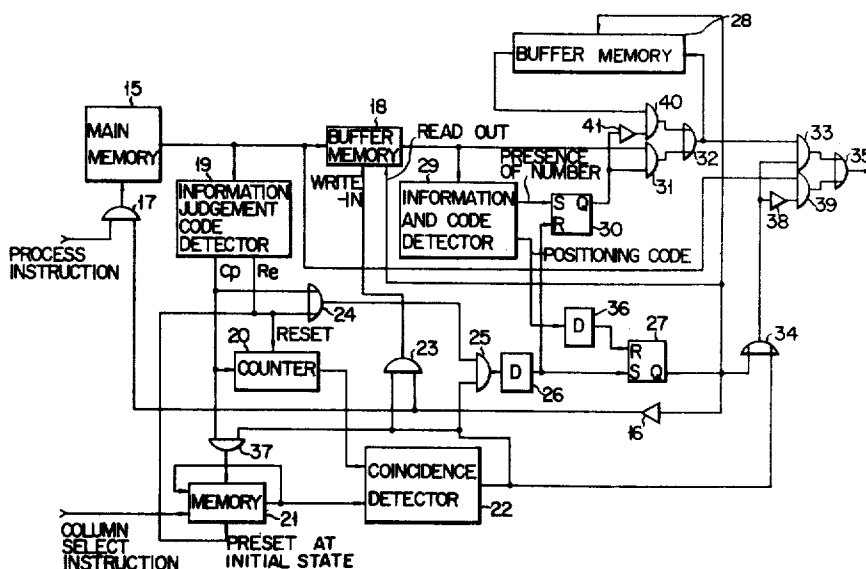 28
BUFFER MEMORY
15
MAIN
MEMORY
18
BUFFER
MEMORY
READ OUT
41
40
33
35
19
29
PRESENCE
OF NUMBER
32
31
17
INFORMATION
JUDGEMENT
CODE
DETECTOR
WRITE
-IN
INFORMATION
AND CODE
DETECTOR
S Q
R
30
38
39
PROCESS
INSTRUCTION
Cp
Re
POSITIONING CODE
24
36
D
27
34
20
RESET
COUNTER
23
25
D
26
R
S Q
16
37
COINCIDENCE
DETECTOR
22
MEMORY
21
COLUMN
SELECT
INSTRUCTION
PRESET AT
INITIAL STATE